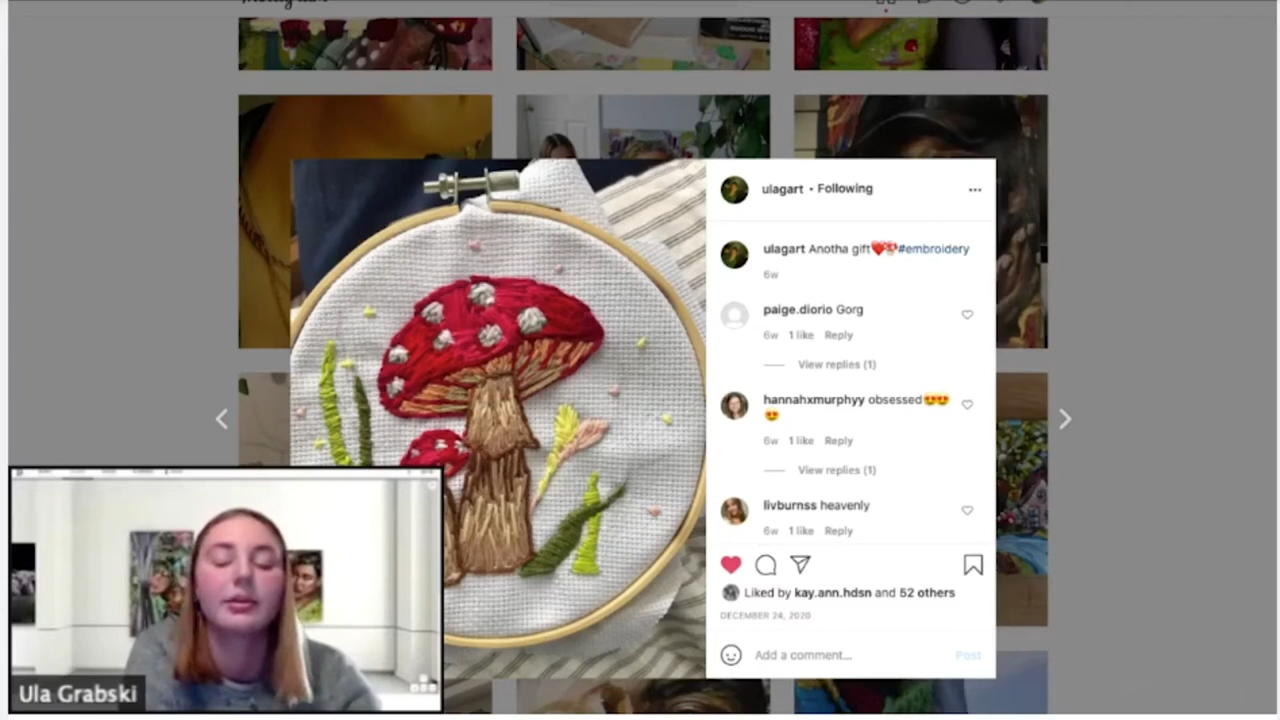 ulagart • Following
ulagart Anotha gift❤️🍄#embroidery
6w
paige.diorio Gorg
6w 1 like Reply
View replies (1)
hannahxmurphyy obsessed😍😍
😍
6w 1 like Reply
View replies (1)
livburnss heavenly
6w 1 like Reply
Liked by kay.ann.hdsn and 52 others
DECEMBER 24, 2020
Add a comment... Post
Ula Grabski